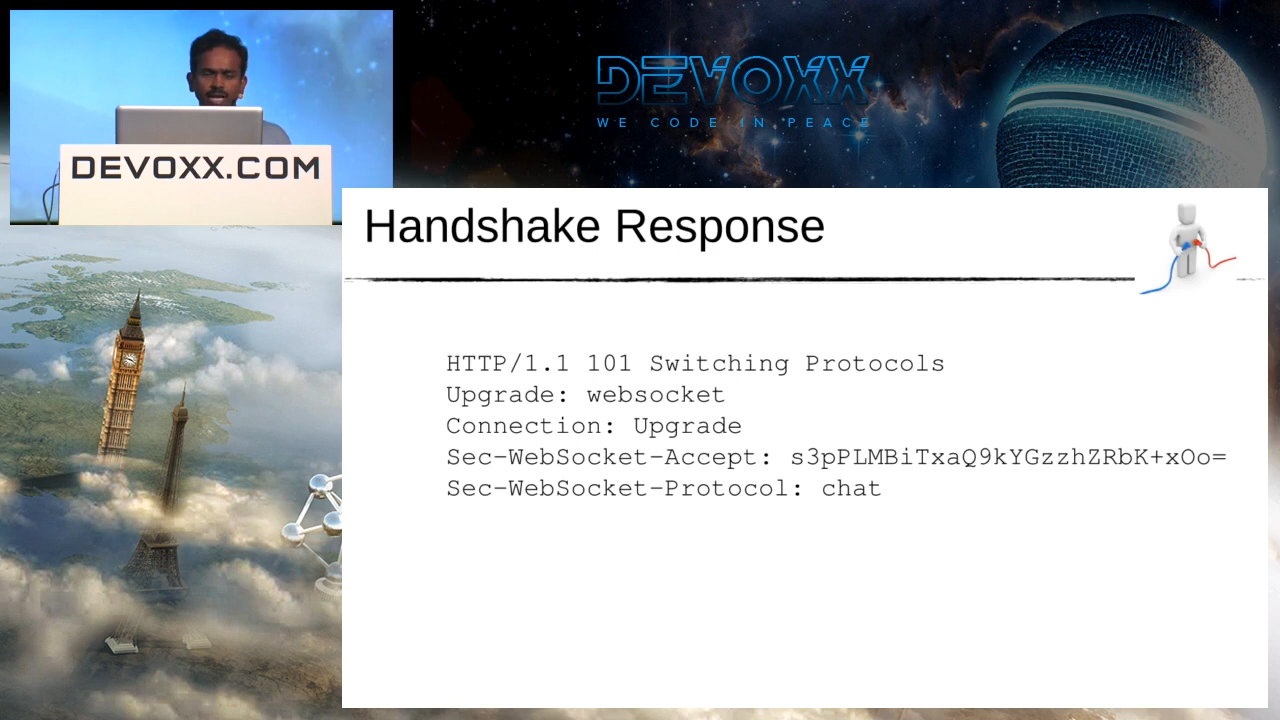 DEVOXX
WE CODE IN PEACE
DEVOXX.COM
Handshake Response
HTTP/1.1 101 Switching Protocols
Upgrade: websocket
Connection: Upgrade
Sec-WebSocket-Accept: s3pPLMBiTxaQ9kYGzzhZRbK+xOo=
Sec-WebSocket-Protocol: chat